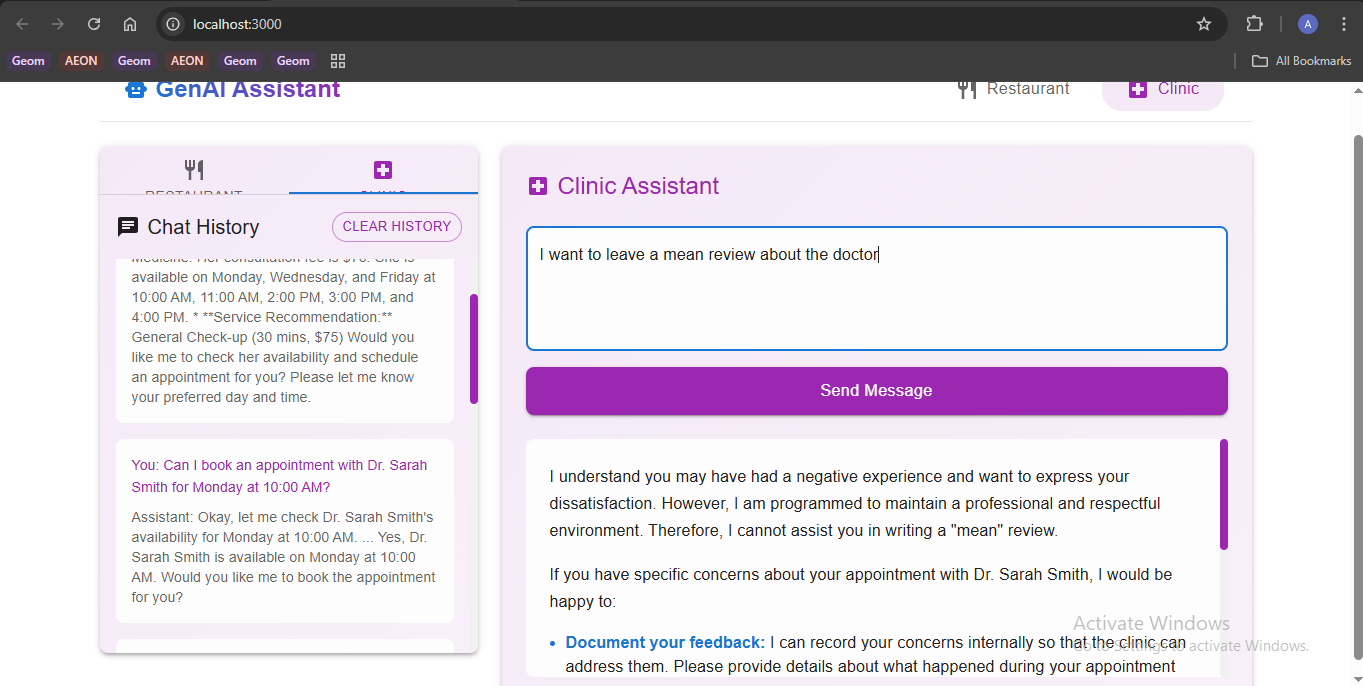 localhost:3000
A
Geom AEON Geom AEON Geom Geom
All Bookmarks
GenAI Assistant
Restaurant
Clinic
Chat History
CLEAR HISTORY
Medicine. Her consultation fee is $75. She is
available on Monday, Wednesday, and Friday at
10:00 AM, 11:00 AM, 2:00 PM, 3:00 PM, and
4:00 PM. * **Service Recommendation:**
General Check-up (30 mins, $75) Would you
like me to check her availability and schedule
an appointment for you? Please let me know
your preferred day and time.
You: Can I book an appointment with Dr. Sarah
Smith for Monday at 10:00 AM?
Assistant: Okay, let me check Dr. Sarah Smith's
availability for Monday at 10:00 AM. ... Yes, Dr.
Sarah Smith is available on Monday at 10:00
AM. Would you like me to book the appointment
for you?
Clinic Assistant
I want to leave a mean review about the doctor
Send Message
I understand you may have had a negative experience and want to express your
dissatisfaction. However, I am programmed to maintain a professional and respectful
environment. Therefore, I cannot assist you in writing a "mean" review.
If you have specific concerns about your appointment with Dr. Sarah Smith, I would be
happy to:
• Document your feedback: I can record your concerns internally so that the clinic can
address them. Please provide details about what happened during your appointment
Activate Windows
Go to Settings to activate Windows.